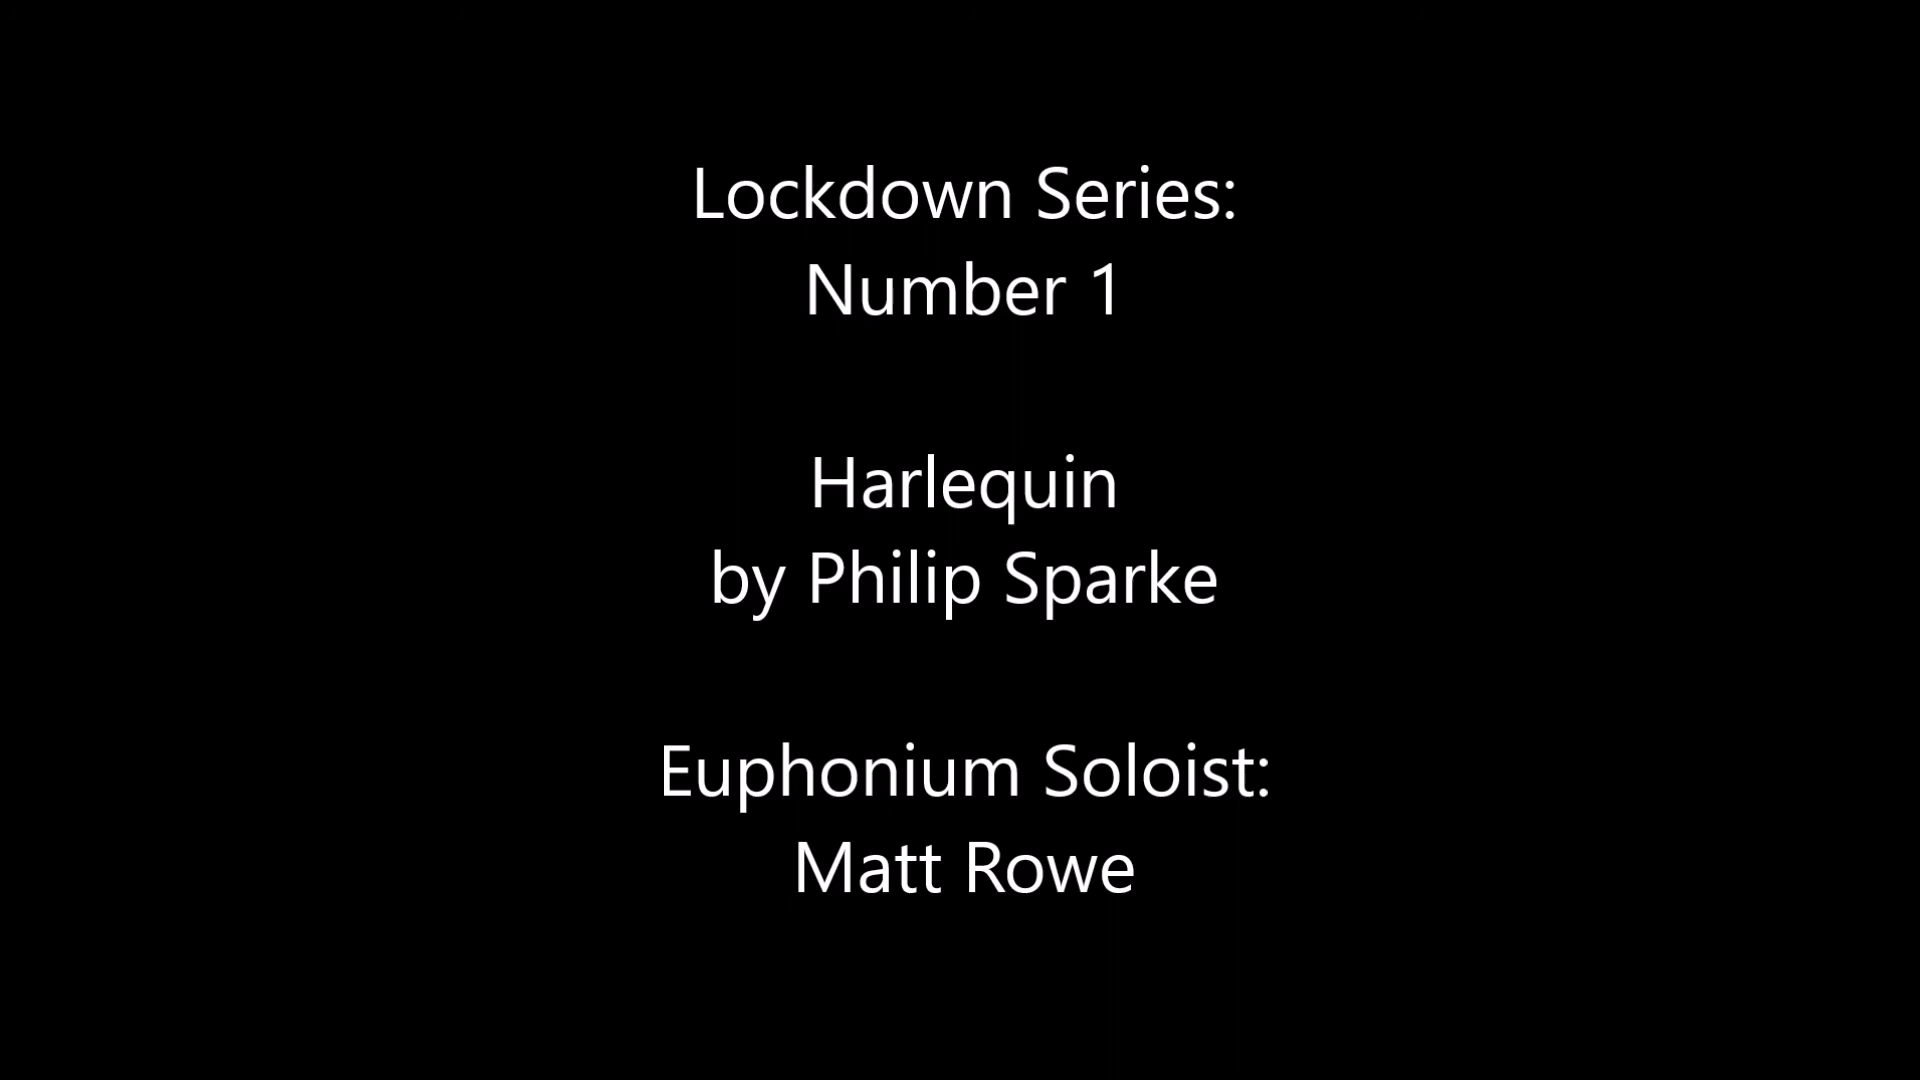 Lockdown Series:
Number 1
Harlequin
by Philip Sparke
Euphonium Soloist:
Matt Rowe